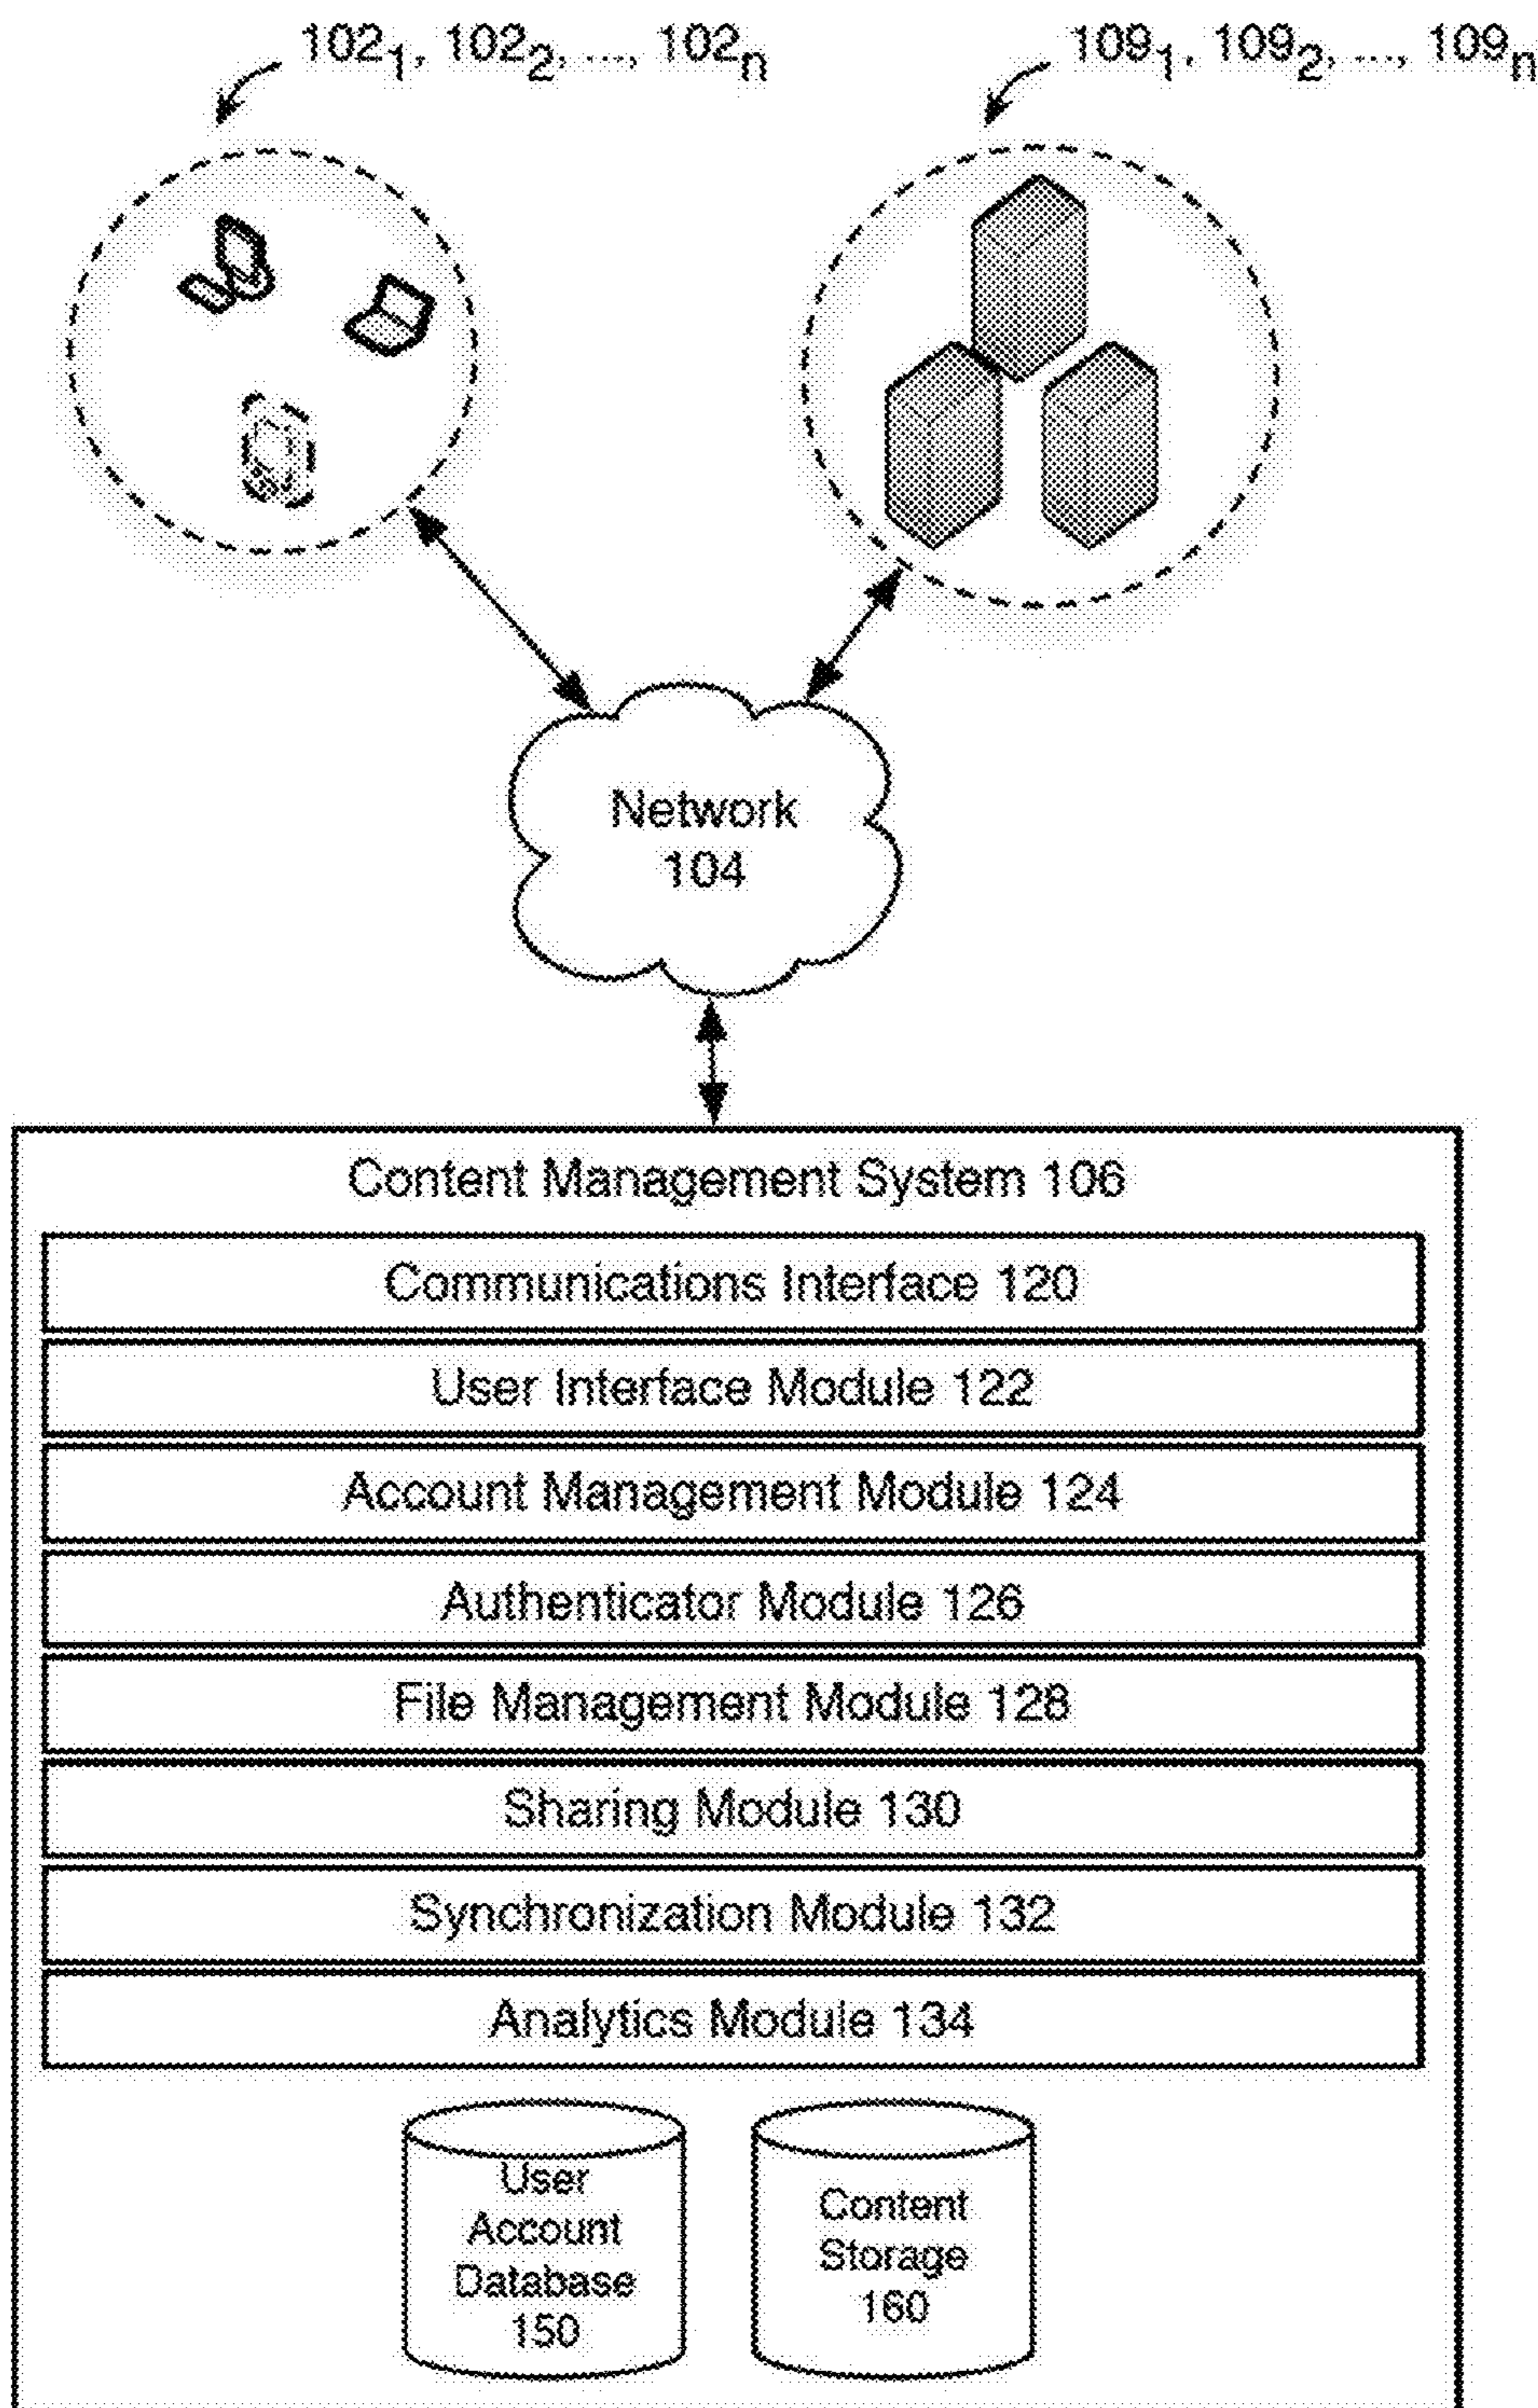 102₁, 102₂, ..., 102ₙ
109₁, 109₂, ..., 109ₙ
Network
104
Content Management System 106
Communications Interface 120
User Interface Module 122
Account Management Module 124
Authenticator Module 126
File Management Module 128
Sharing Module 130
Synchronization Module 132
Analytics Module 134
User
Account
Database
150
Content
Storage
160